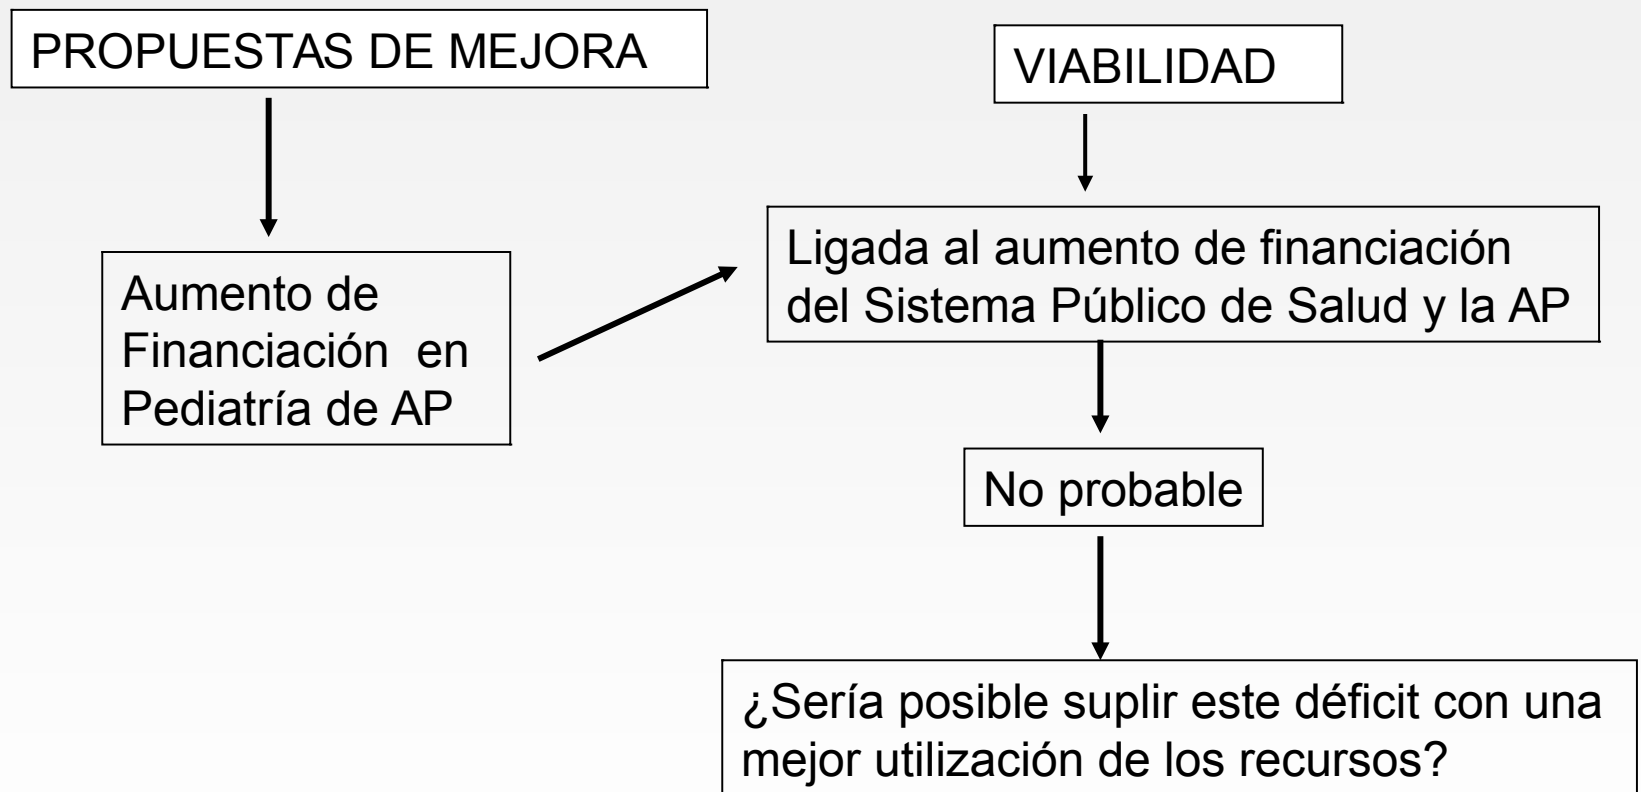 PROPUESTAS DE MEJORA
VIABILIDAD
Aumento de
Financiación en
Pediatría de AP
Ligada al aumento de financiación
del Sistema Público de Salud y la AP
No probable
¿Sería posible suplir este déficit con una
mejor utilización de los recursos?